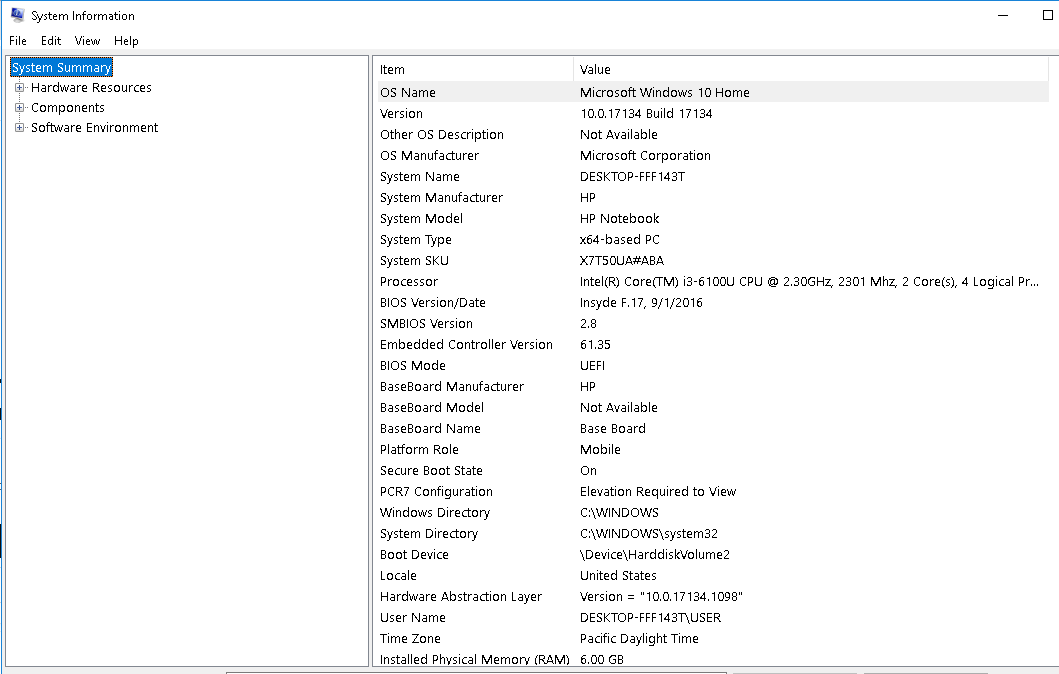 System Information
File Edit View Help
System Summary
Hardware Resources
Components
Software Environment
Item Value
OS Name Microsoft Windows 10 Home
Version 10.0.17134 Build 17134
Other OS Description Not Available
OS Manufacturer Microsoft Corporation
System Name DESKTOP-FFF143T
System Manufacturer HP
System Model HP Notebook
System Type x64-based PC
System SKU X7T50UA#ABA
Processor Intel(R) Core(TM) i3-6100U CPU @ 2.30GHz, 2301 Mhz, 2 Core(s), 4 Logical Pr...
BIOS Version/Date Insyde F.17, 9/1/2016
SMBIOS Version 2.8
Embedded Controller Version 61.35
BIOS Mode UEFI
BaseBoard Manufacturer HP
BaseBoard Model Not Available
BaseBoard Name Base Board
Platform Role Mobile
Secure Boot State On
PCR7 Configuration Elevation Required to View
Windows Directory C:\WINDOWS
System Directory C:\WINDOWS\system32
Boot Device \Device\HarddiskVolume2
Locale United States
Hardware Abstraction Layer Version = "10.0.17134.1098"
User Name DESKTOP-FFF143T\USER
Time Zone Pacific Daylight Time
Installed Physical Memory (RAM) 6.00 GB